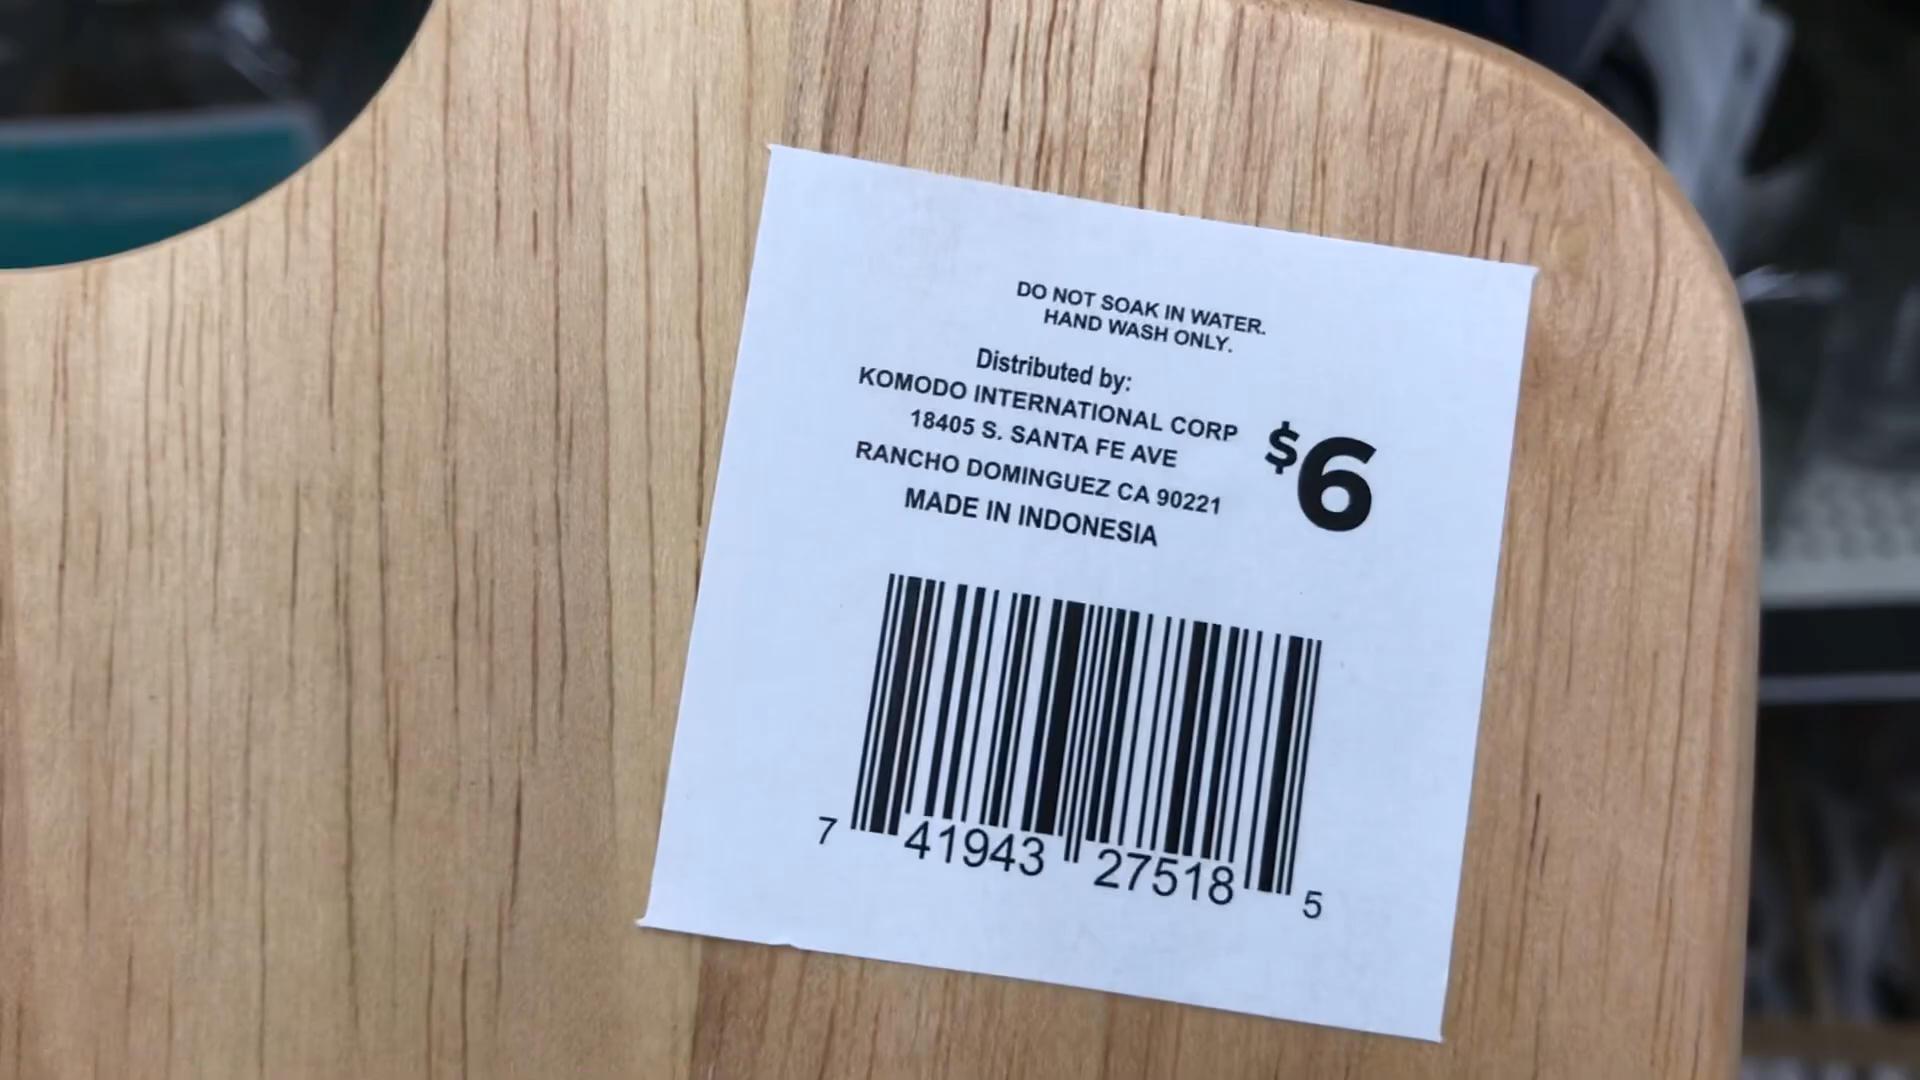 DO NOT SOAK IN WATER.
HAND WASH ONLY.
Distributed by:
KOMODO INTERNATIONAL CORP
18405 S. SANTA FE AVE
RANCHO DOMINGUEZ CA 90221
MADE IN INDONESIA
$6
7 41943 27518 5